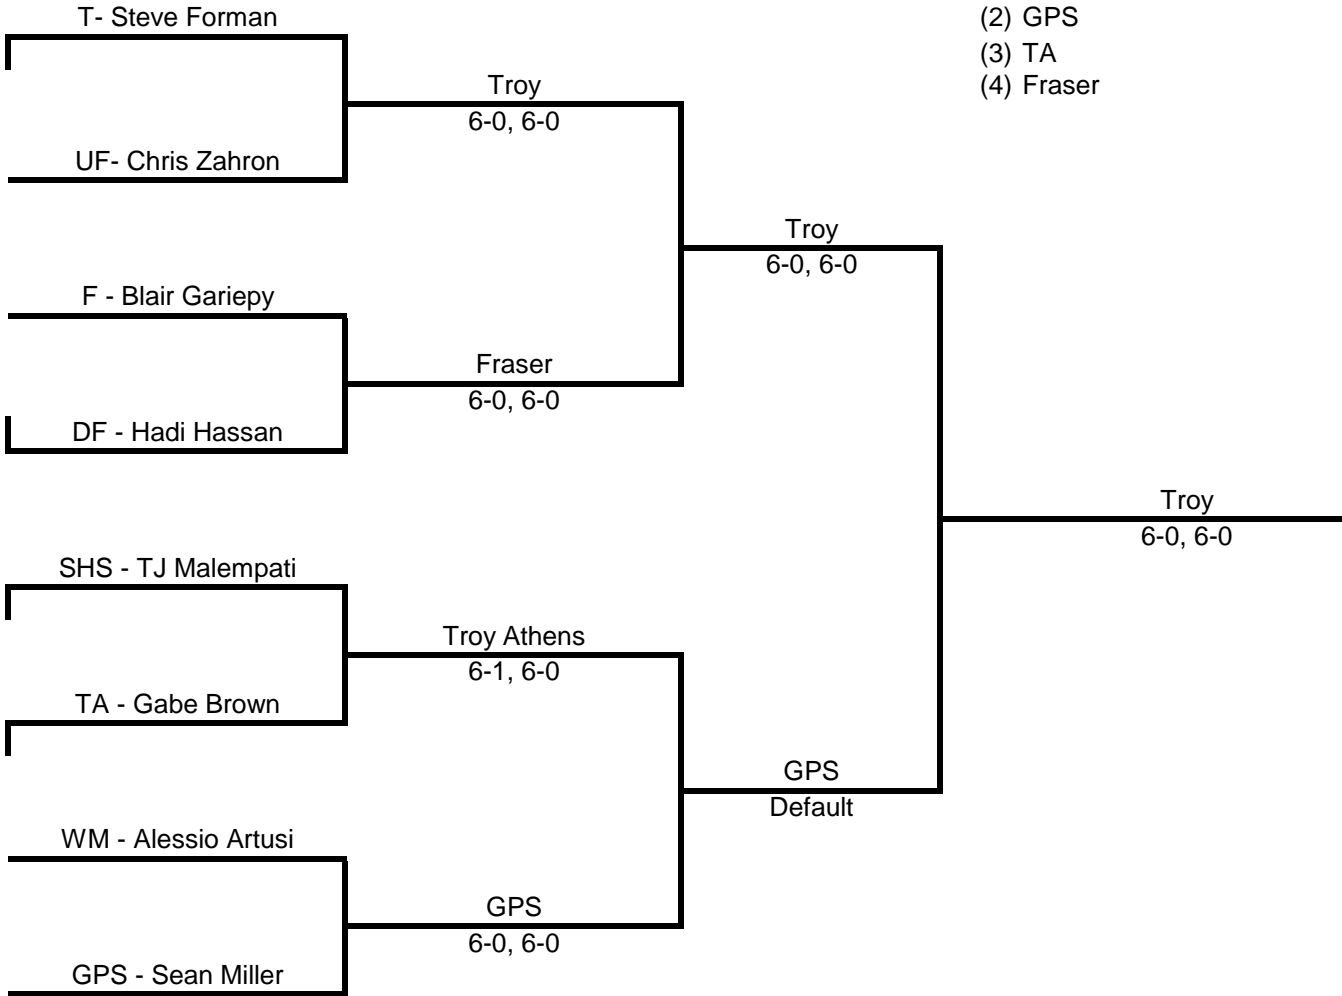 T- Steve Forman
(2) GPS
(3) TA
(4) Fraser
Troy
6-0, 6-0
UF- Chris Zahron
Troy
6-0, 6-0
F - Blair Gariepy
Fraser
6-0, 6-0
DF - Hadi Hassan
Troy
6-0, 6-0
SHS - TJ Malempati
Troy Athens
6-1, 6-0
TA - Gabe Brown
GPS
Default
WM - Alessio Artusi
GPS
6-0, 6-0
GPS - Sean Miller